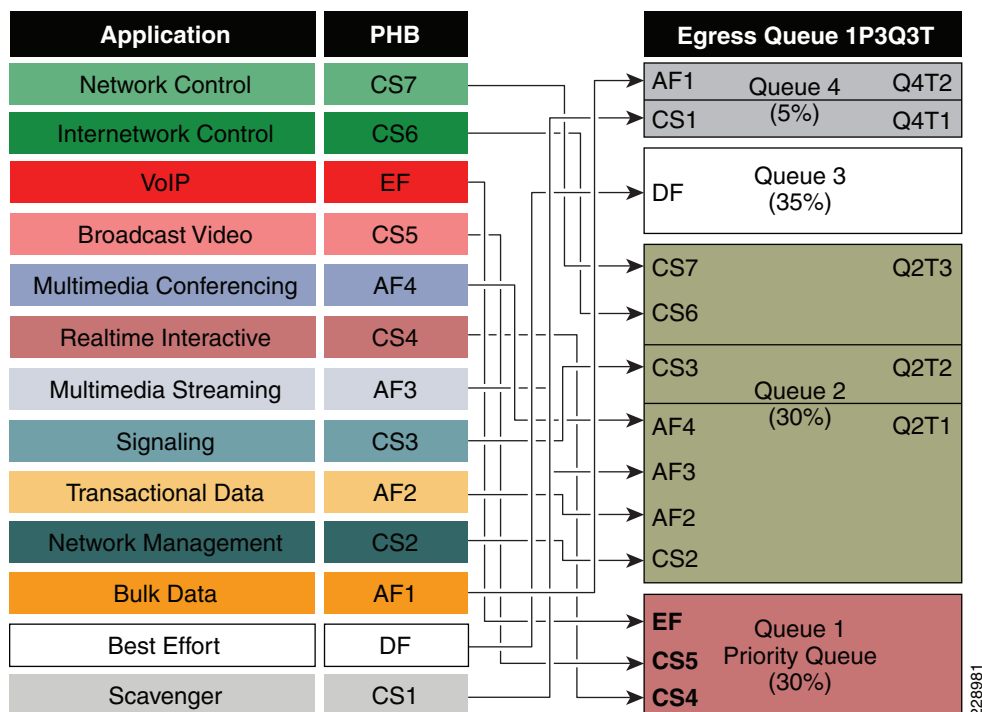 Application PHB
Network Control CS7
Internetwork Control CS6
VoIP EF
Broadcast Video CS5
Multimedia Conferencing AF4
Realtime Interactive CS4
Multimedia Streaming AF3
Signaling CS3
Transactional Data AF2
Network Management CS2
Bulk Data AF1
Best Effort DF
Scavenger CS1
Egress Queue 1P3Q3T
AF1 Queue 4 Q4T2
(5%)
CS1 Q4T1
Queue 3
DF (35%)
CS7 Q2T3
CS6
CS3 Q2T2
Queue 2
(30%)
AF4 Q2T1
AF3
AF2
CS2
EF Queue 1
CS5 Priority Queue
CS4 (30%)
228981